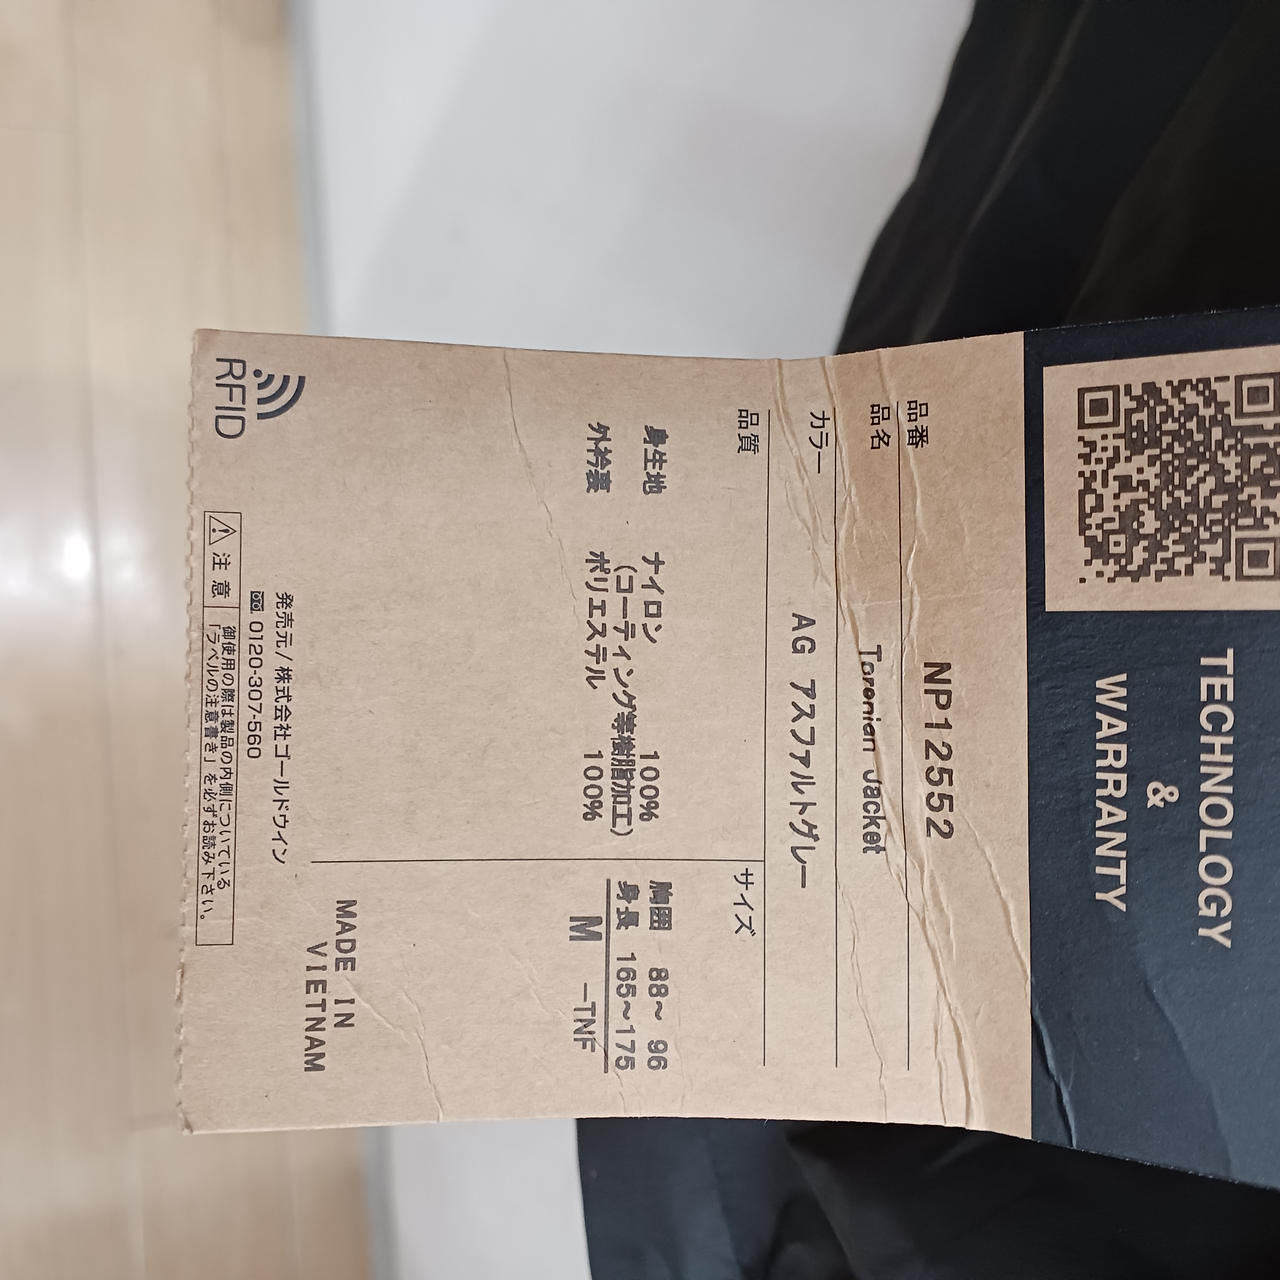 TECHNOLOGY
&
WARRANTY
品番 NP12552
品名 Toronian Jacket
カラー AG アスファルトグレー
品質
身生地 ナイロン 100%
(コーティング等樹脂加工)
外衿裏 ポリエステル 100%
サイズ
胸囲 88～ 96
身長 165～175
M -TNF
MADE IN
VIETNAM
発売元/株式会社ゴールドウイン
0120-307-560
RFID
注意
御使用の際は製品の内側についている
「ラベルの注意書き」を必ずお読み下さい。